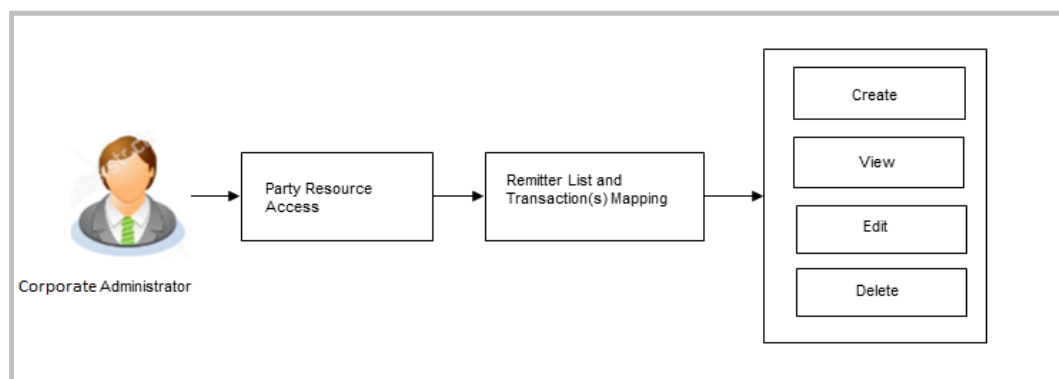 Create
View
Party Resource
Access
Remitter List and
Transaction(s) Mapping
Edit
Delete
Corporate Administrator